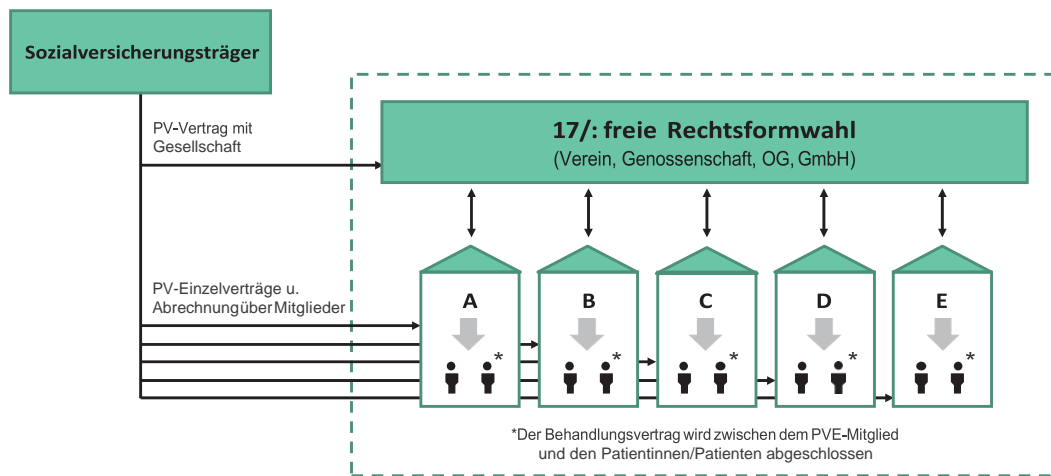 Sozialversicherungsträger
PV-Vertrag mit
Gesellschaft
17/: freie Rechtsformwahl
(Verein, Genossenschaft, OG, GmbH)
PV-Einzelverträge u.
Abrechnung über Mitglieder
A
B
C
D
E
*
*
*
*
*
*Der Behandlungsvertrag wird zwischen dem PVE-Mitglied
und den Patientinnen/Patienten abgeschlossen